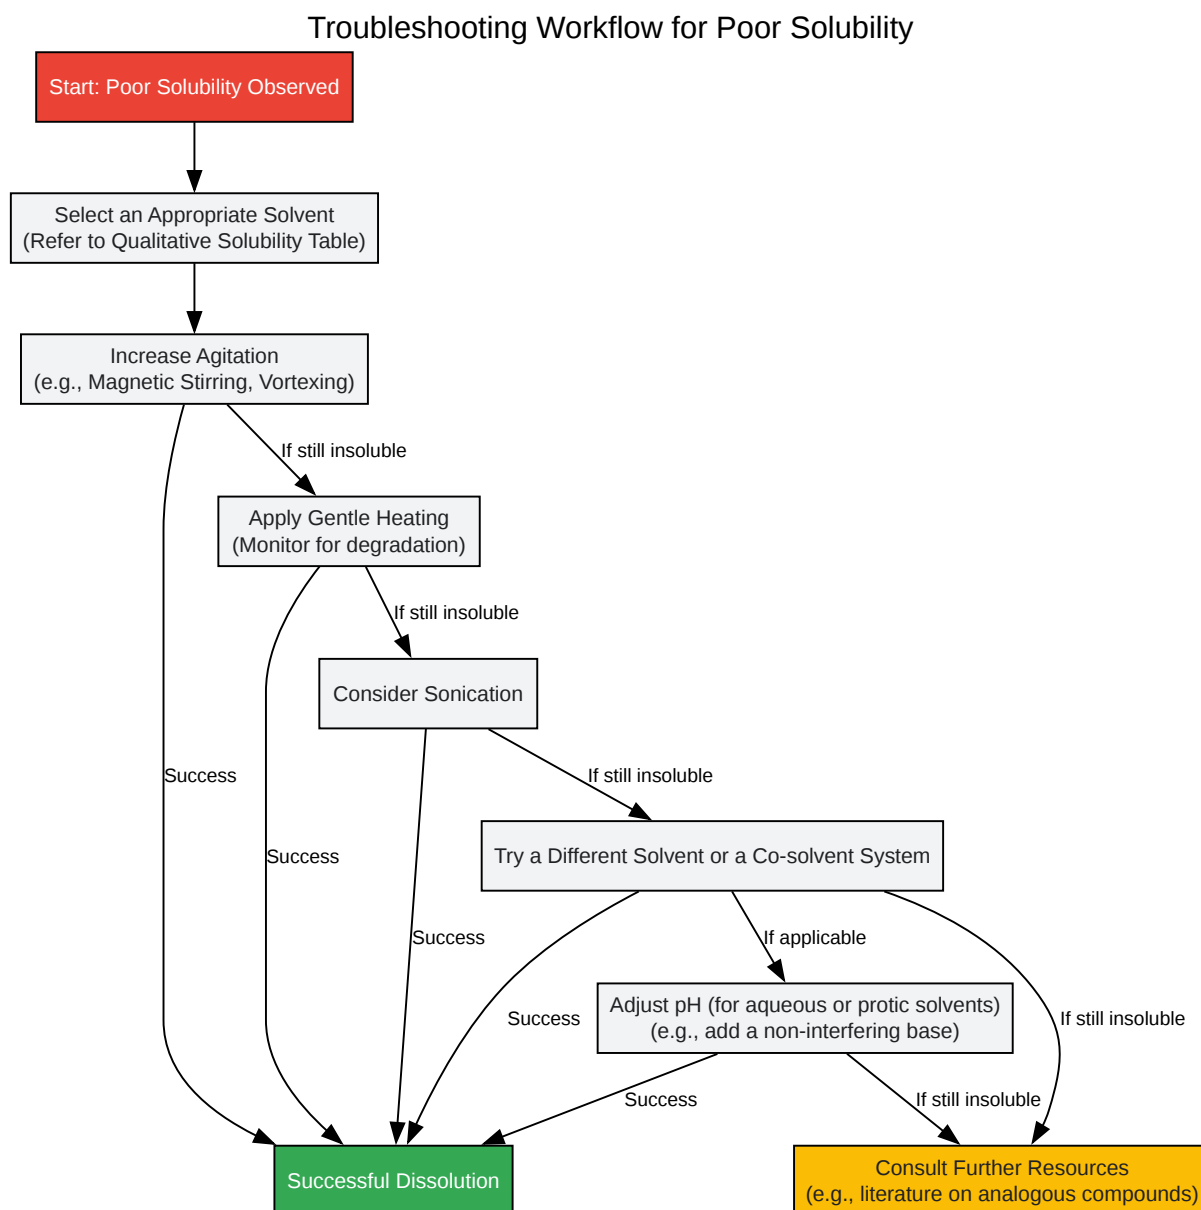 Troubleshooting Workflow for Poor Solubility
Start: Poor Solubility Observed
Select an Appropriate Solvent
(Refer to Qualitative Solubility Table)
Increase Agitation
(e.g., Magnetic Stirring, Vortexing)
If still insoluble
Apply Gentle Heating
(Monitor for degradation)
If still insoluble
Consider Sonication
Success
If still insoluble
Try a Different Solvent or a Co-solvent System
Success
Success
If applicable
Adjust pH (for aqueous or protic solvents)
(e.g., add a non-interfering base)
Success
If still insoluble
Success
If still insoluble
Successful Dissolution
Consult Further Resources
(e.g., literature on analogous compounds)